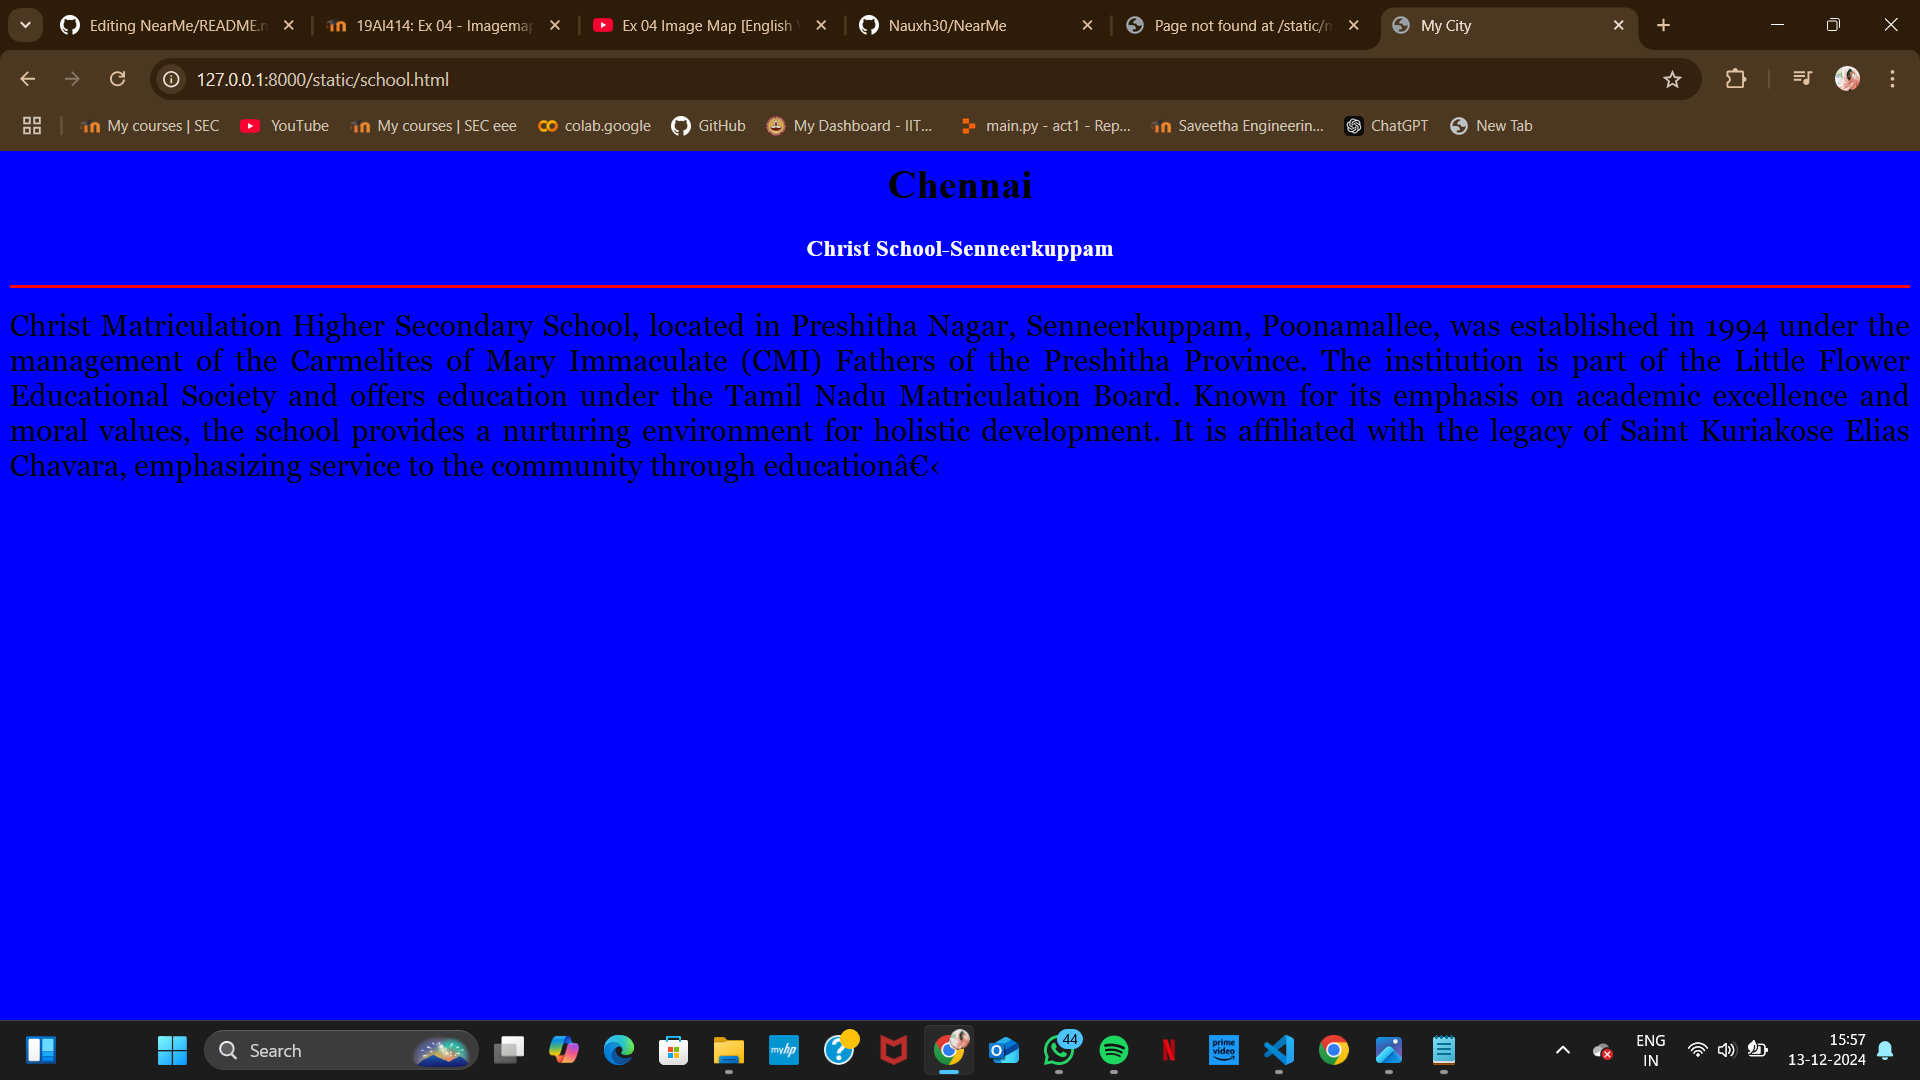 Editing NearMe/README.m
19AI414: Ex 04 - Imagemap
Ex 04 Image Map [English V
Nauxh30/NearMe
Page not found at /static/m
My City
127.0.0.1:8000/static/school.html
My courses | SEC
YouTube
My courses | SEC eee
colab.google
GitHub
My Dashboard - IIT...
main.py - act1 - Rep...
Saveetha Engineerin...
ChatGPT
New Tab
Chennai
Christ School-Senneerkuppam
Christ Matriculation Higher Secondary School, located in Preshitha Nagar, Senneerkuppam, Poonamallee, was established in 1994 under the
management of the Carmelites of Mary Immaculate (CMI) Fathers of the Preshitha Province. The institution is part of the Little Flower
Educational Society and offers education under the Tamil Nadu Matriculation Board. Known for its emphasis on academic excellence and
moral values, the school provides a nurturing environment for holistic development. It is affiliated with the legacy of Saint Kuriakose Elias
Chavara, emphasizing service to the community through educationâ€‹
Search
myhp
44
prime video
ENG
IN
15:57
13-12-2024